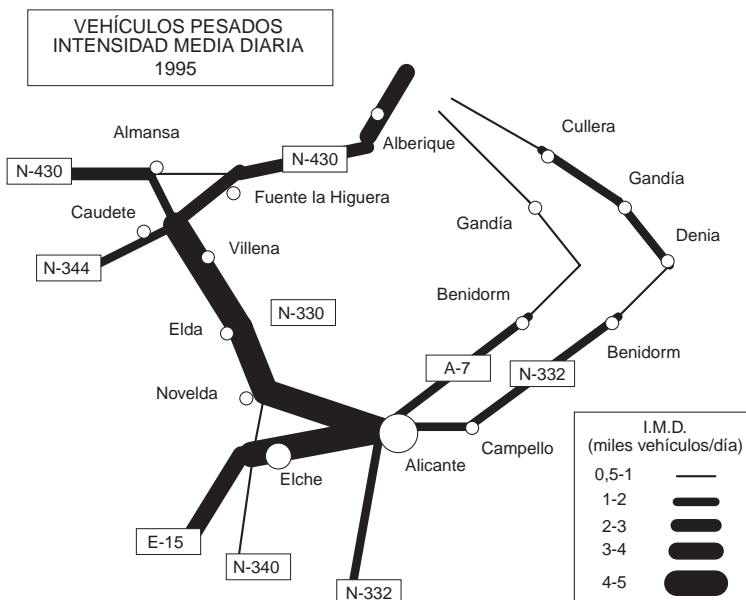 VEHÍCULOS PESADOS
INTENSIDAD MEDIA DIARIA
1995
Almansa
N-430
N-430
Alberique
Cullera
Fuente la Higuera
Gandía
Caudete
Gandía
Villena
Denia
N-344
Benidorm
N-330
Elda
A-7
Benidorm
N-332
Novelda
Campello
Alicante
Elche
E-15
N-340
N-332
I.M.D.
(miles vehículos/día)
0,5-1
1-2
2-3
3-4
4-5